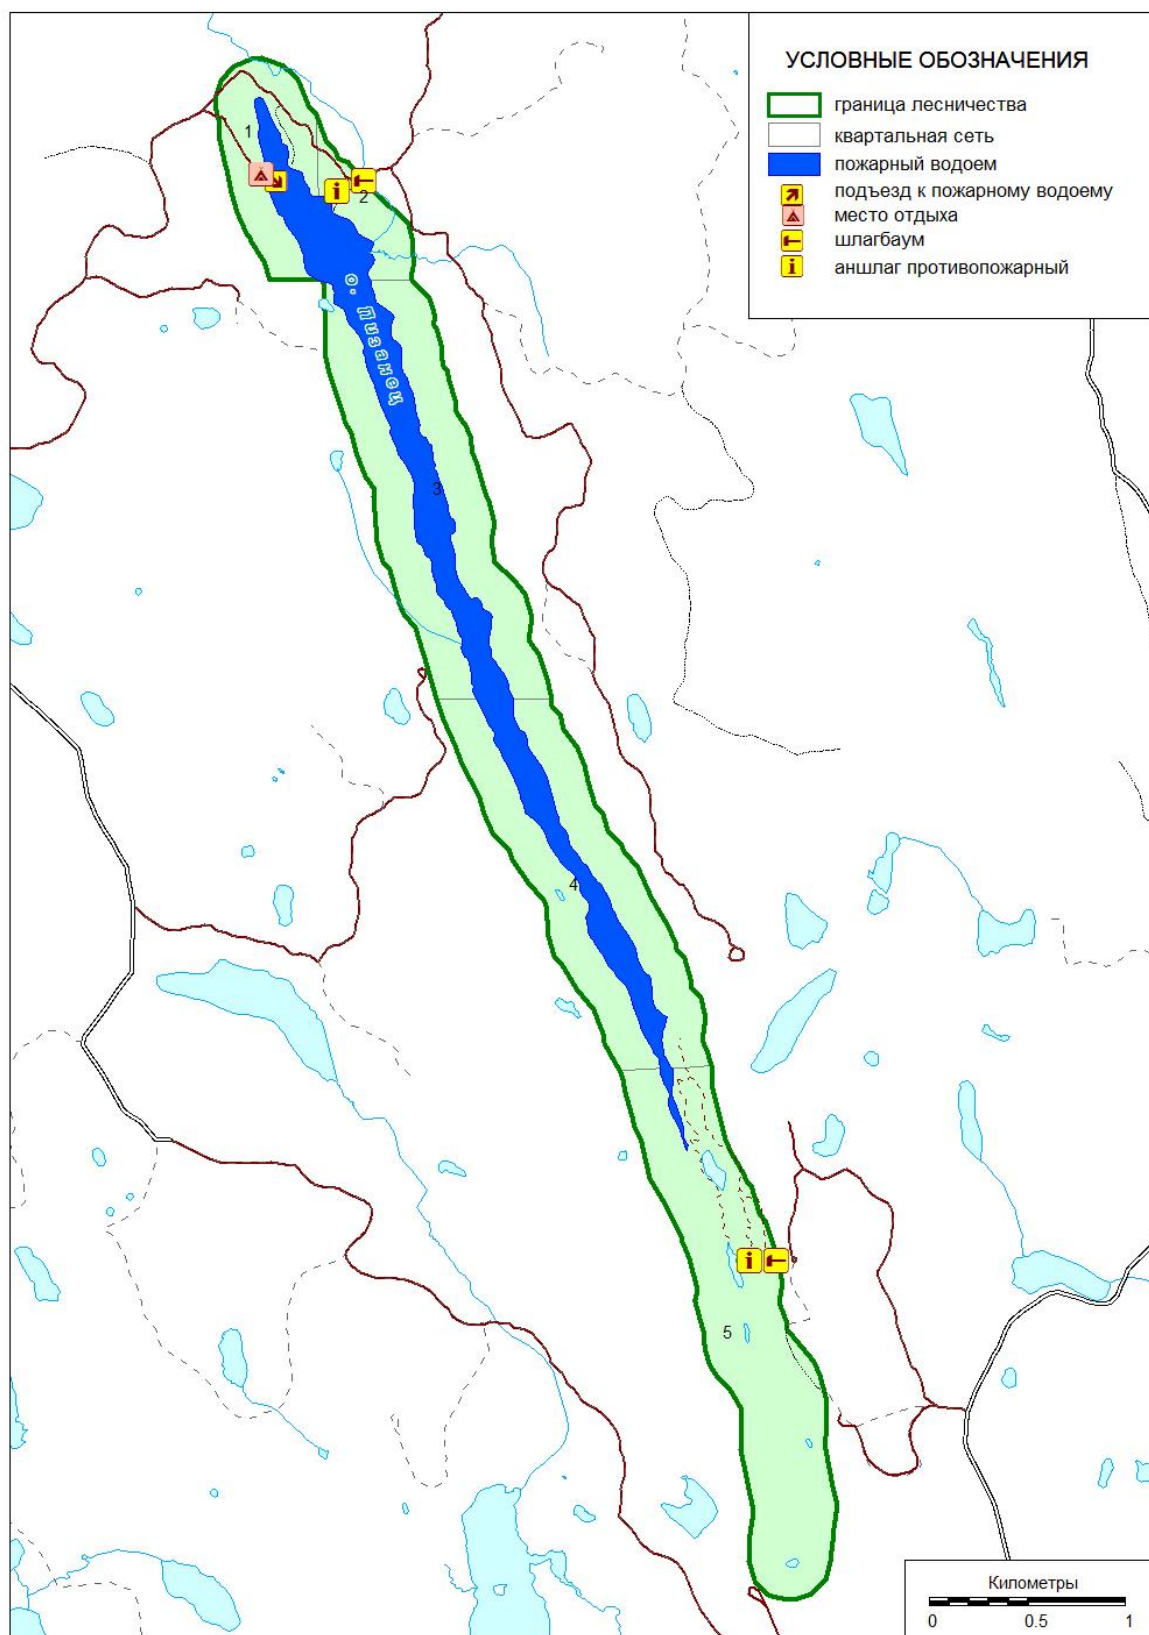 УСЛОВНЫЕ ОБОЗНАЧЕНИЯ
граница лесничества
квартальная сеть
пожарный водоем
подъезд к пожарному водоему
место отдыха
шлагбаум
i
аншлаг противопожарный
1
i
2
о. Пизанец
3
4
i
5
Километры
0 0.5 1